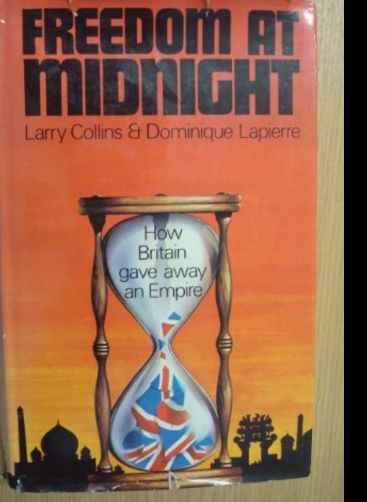 FREEDOM AT
MIDNIGHT
Larry Collins & Dominique Lapierre
How
Britain
gave away
an Empire